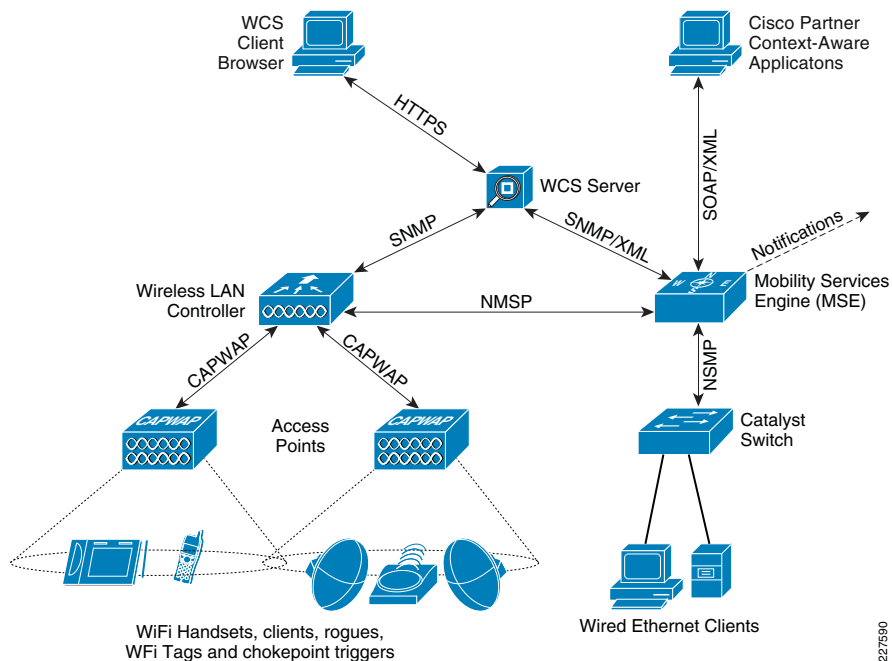 WCS
Client
Browser
Cisco Partner
Context-Aware
Applicatons
HTTPS
SOAP/XML
WCS Server
SNMP
SNMP/XML
Notifications
W E
Wireless LAN
Controller
NMSP
Mobility Services
Engine (MSE)
CAPWAP
CAPWAP
NSMP
CAPWAP
Access
Points
CAPWAP
Catalyst
Switch
WiFi Handsets, clients, rogues,
WFi Tags and chokepoint triggers
Wired Ethernet Clients
227590